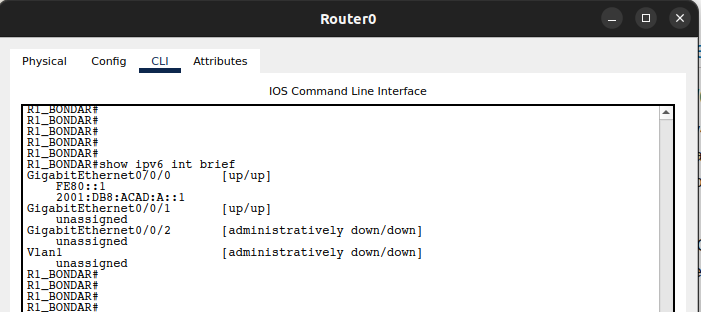 Router0
Physical Config CLI Attributes
IOS Command Line Interface
R1_BONDAR#
R1_BONDAR#
R1_BONDAR#
R1_BONDAR#
R1_BONDAR#
R1_BONDAR#show ipv6 int brief
GigabitEthernet0/0/0 [up/up]
FE80::1
2001:DB8:ACAD:A::1
GigabitEthernet0/0/1 [up/up]
unassigned
GigabitEthernet0/0/2 [administratively down/down]
unassigned
Vlan1 [administratively down/down]
unassigned
R1_BONDAR#
R1_BONDAR#
R1_BONDAR#
R1_BONDAR#